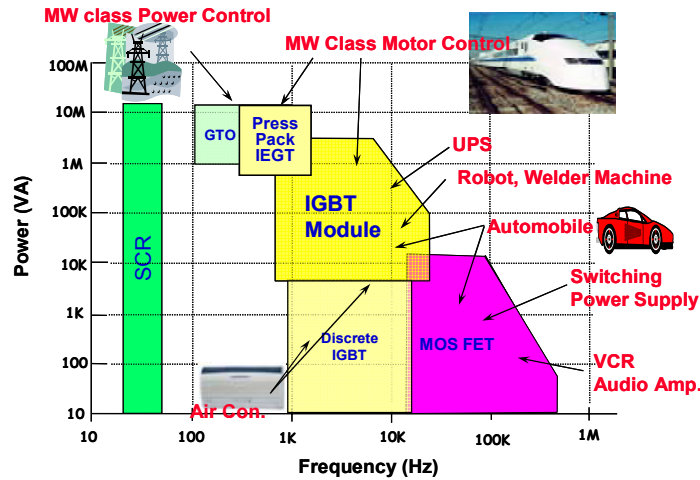 MW class Power Control
MW Class Motor Control
100M
10M
1M
100K
10K
1K
100
10
Power (VA)
SCR
GTO
Press
Pack
IEGT
IGBT
Module
Discrete
IGBT
MOS FET
UPS
Robot, Welder Machine
Automobile
Switching
Power Supply
VCR
Audio Amp.
Air Con.
10
100
1K
10K
100K
1M
Frequency (Hz)